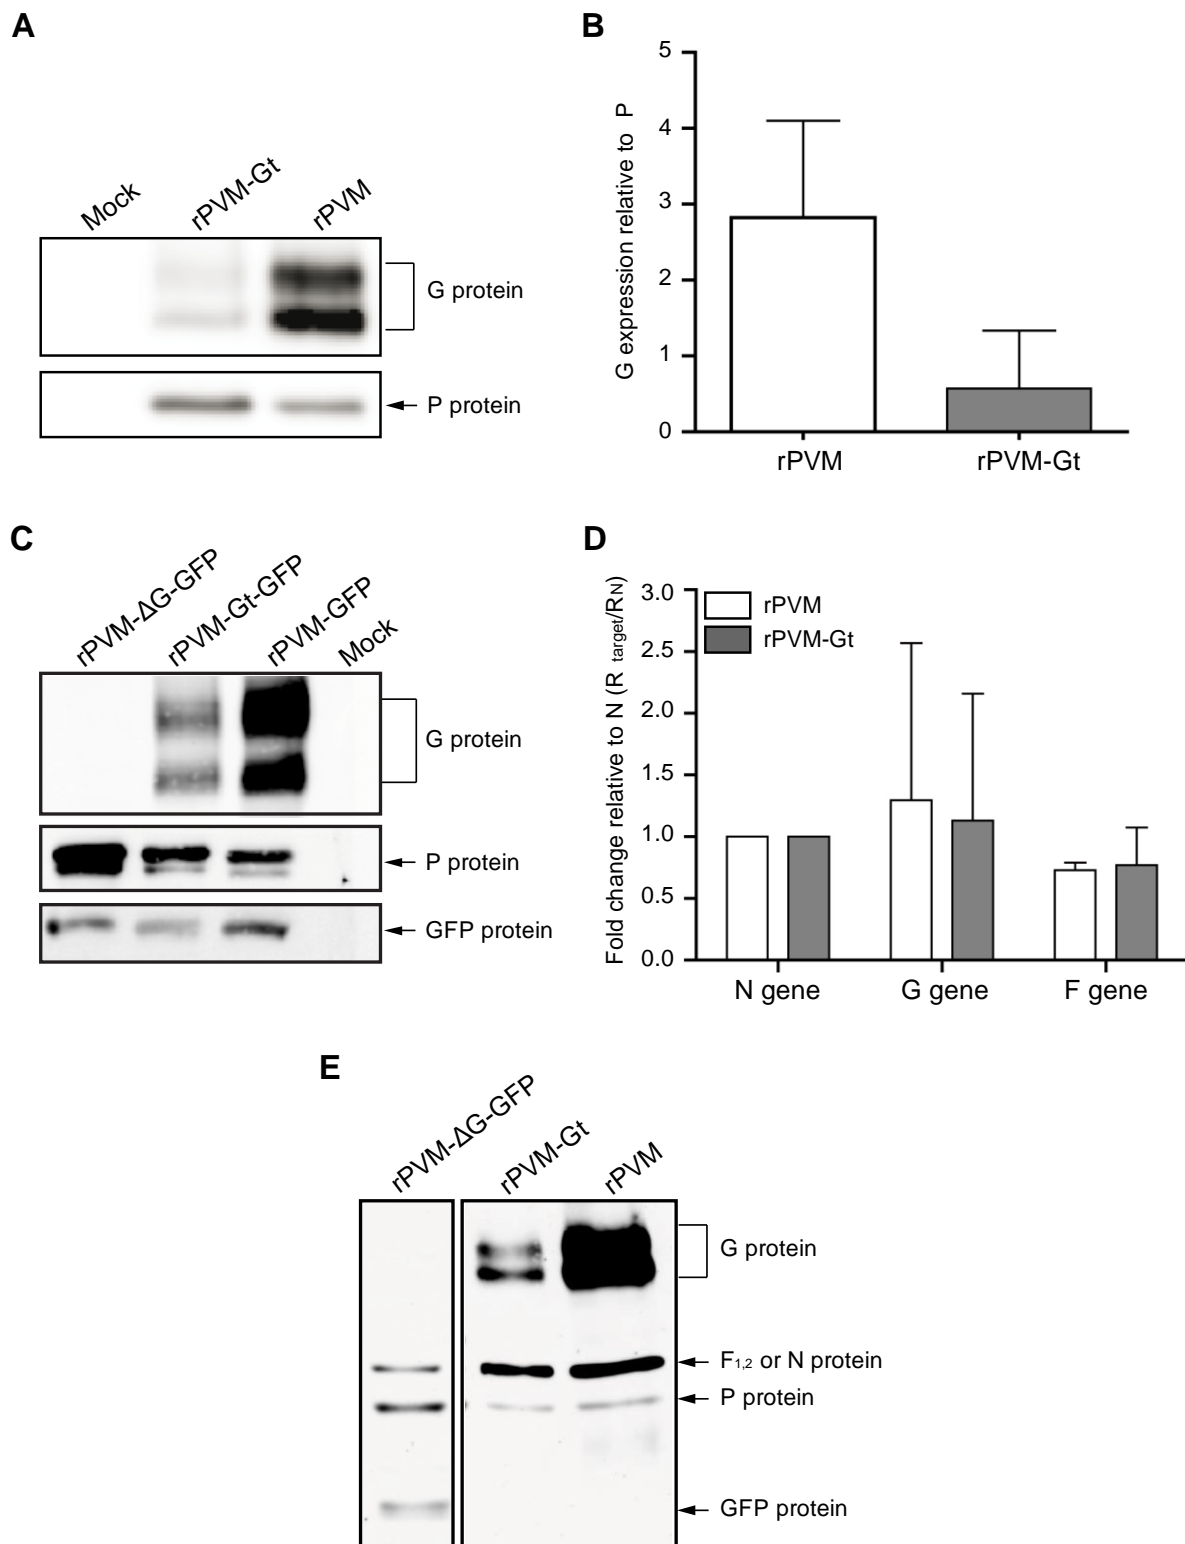 A
Mock
rPVM-Gt
rPVM
G protein
P protein
B
G expression relative to P
5
4
3
2
1
0
rPVM
rPVM-Gt
C
rPVM-ΔG-GFP
rPVM-Gt-GFP
rPVM-GFP
Mock
G protein
P protein
GFP protein
D
Fold change relative to N (R target/RN)
3.0
2.5
2.0
1.5
1.0
0.5
0.0
rPVM
rPVM-Gt
N gene
G gene
F gene
E
rPVM-ΔG-GFP
rPVM-Gt
rPVM
G protein
F1,2 or N protein
P protein
GFP protein